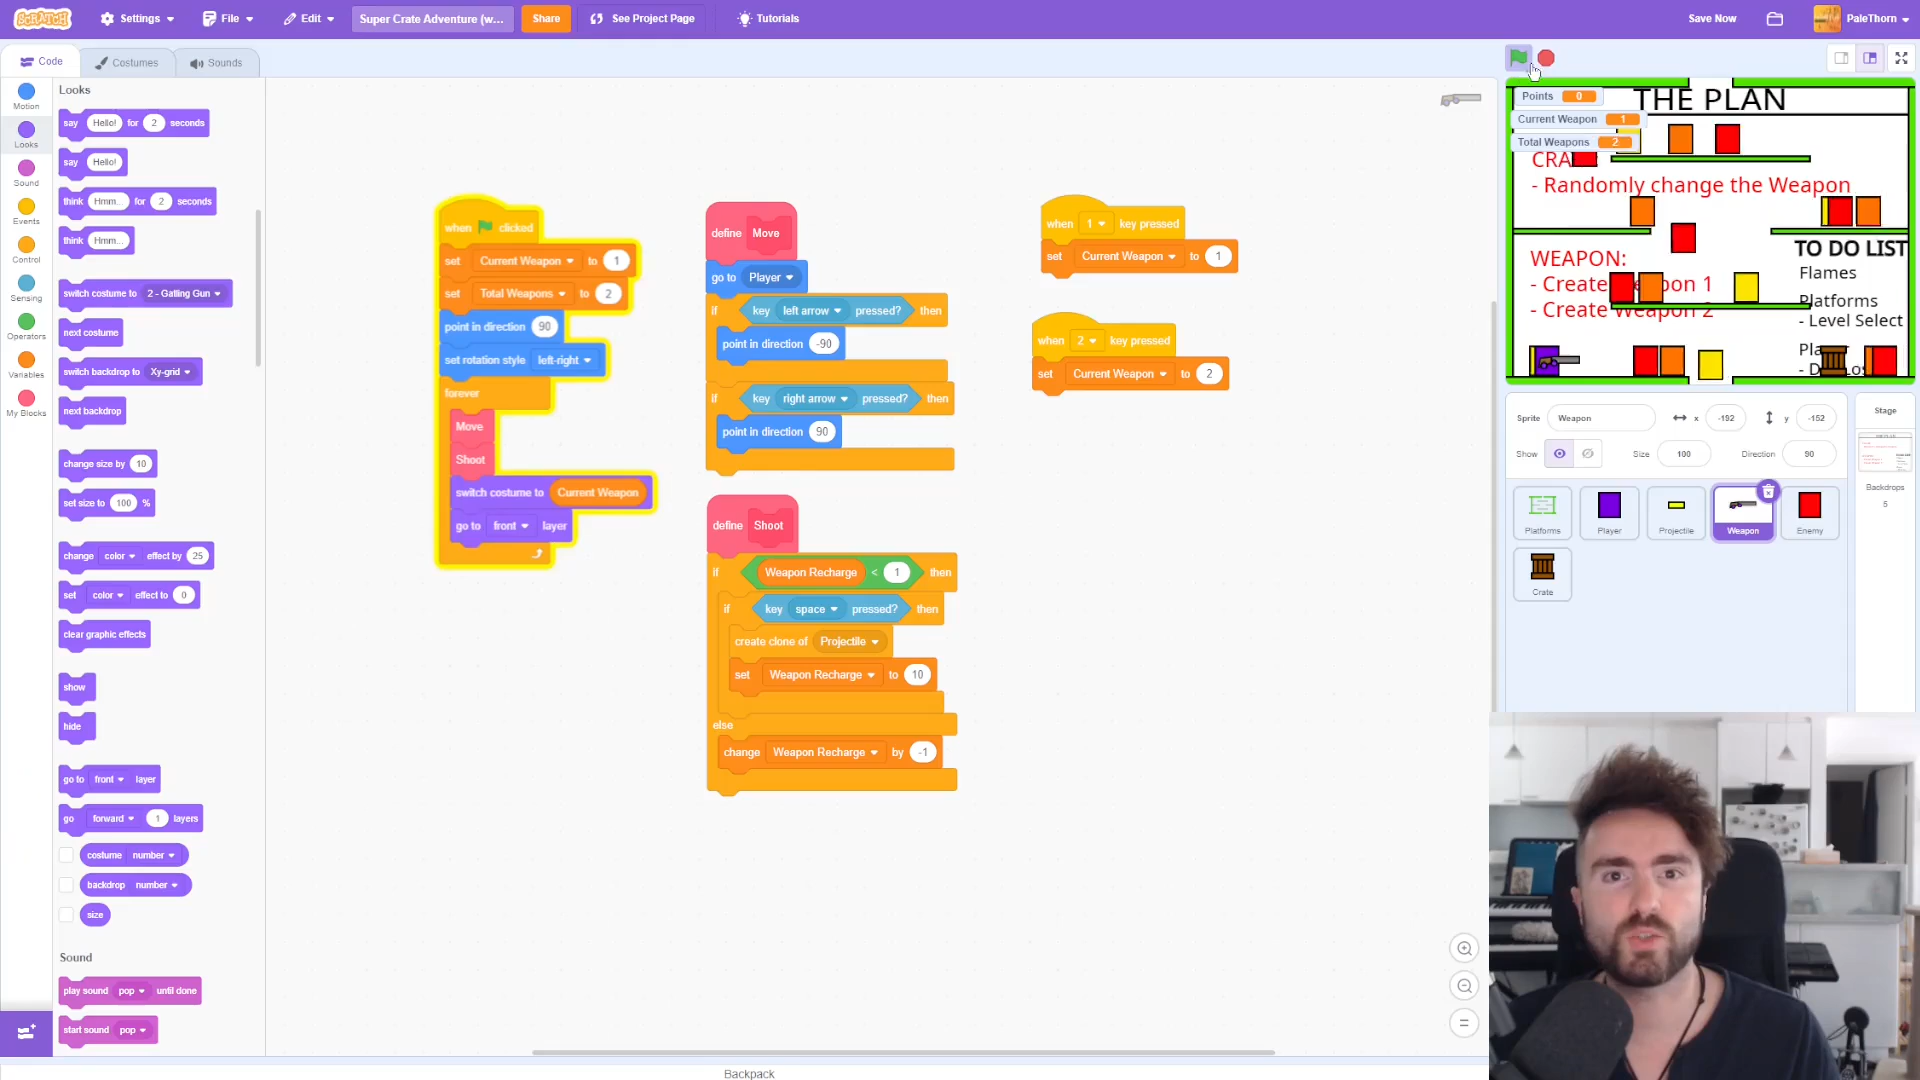 SCRATCH
Settings
File
Edit
Super Crate Adventure (w...
Share
See Project Page
Tutorials
Save Now
PaleThorn
Code
Costumes
Sounds
Motion
Looks
Sound
Events
Control
Sensing
Operators
Variables
My Blocks
Looks
say Hello! for 2 seconds
say Hello!
think Hmm... for 2 seconds
think Hmm...
switch costume to 2 - Gatling Gun
next costume
switch backdrop to Xy-grid
next backdrop
change size by 10
set size to 100 %
change color effect by 25
set color effect to 0
clear graphic effects
show
hide
go to front layer
go forward 1 layers
costume number
backdrop number
size
Sound
play sound pop until done
start sound pop
when clicked
set Current Weapon to 1
set Total Weapons to 2
point in direction 90
set rotation style left-right
forever
Move
Shoot
switch costume to Current Weapon
go to front layer
define Move
go to Player
if key left arrow pressed? then
point in direction -90
if key right arrow pressed? then
point in direction 90
define Shoot
if Weapon Recharge < 1 then
if key space pressed? then
create clone of Projectile
set Weapon Recharge to 10
else
change Weapon Recharge by -1
when 1 key pressed
set Current Weapon to 1
when 2 key pressed
set Current Weapon to 2
Points 0
Current Weapon 1
Total Weapons 2
THE PLAN
- Randomly change the Weapon
WEAPON:
- Create Weapon 1
- Create Weapon 2
TO DO LIST
Flames
Platforms
- Level Select
Sprite Weapon x -192 y -152
Show Size 100 Direction 90
Platforms
Player
Projectile
Weapon
Enemy
Crate
Stage
Backdrops
5
Backpack